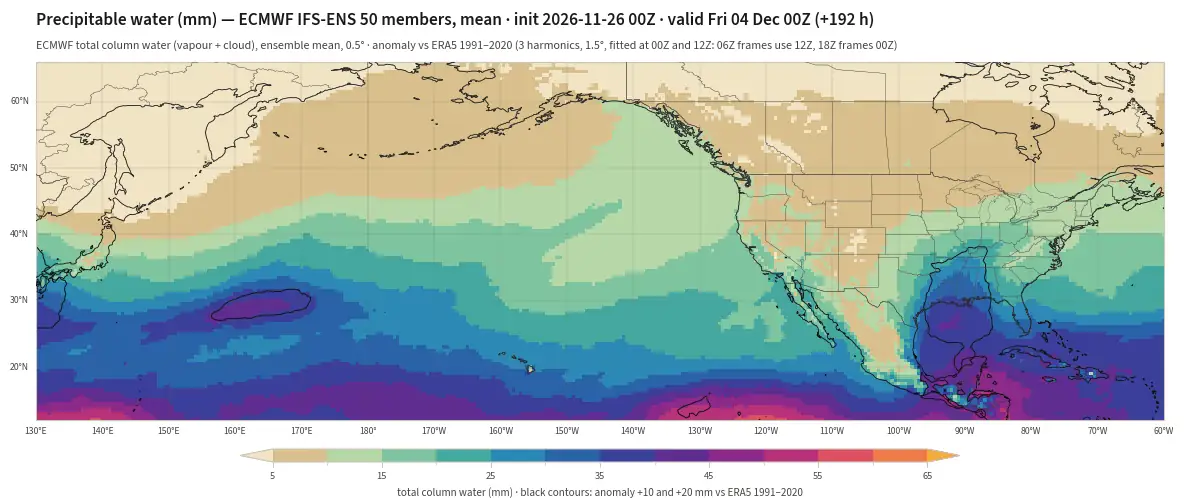 Precipitable water (mm) — ECMWF IFS-ENS 50 members, mean · init 2026-11-26 00Z · valid Fri 04 Dec 00Z (+192 h)
ECMWF total column water (vapour + cloud), ensemble mean, 0.5° · anomaly vs ERA5 1991–2020 (3 harmonics, 1.5°, fitted at 00Z and 12Z: 06Z frames use 12Z, 18Z frames 00Z)
60°N
50°N
40°N
30°N
20°N
130°E 140°E 150°E 160°E 170°E 180° 170°W 160°W 150°W 140°W 130°W 120°W 110°W 100°W 90°W 80°W 70°W 60°W
5 15 25 35 45 55 65
total column water (mm) · black contours: anomaly +10 and +20 mm vs ERA5 1991–2020